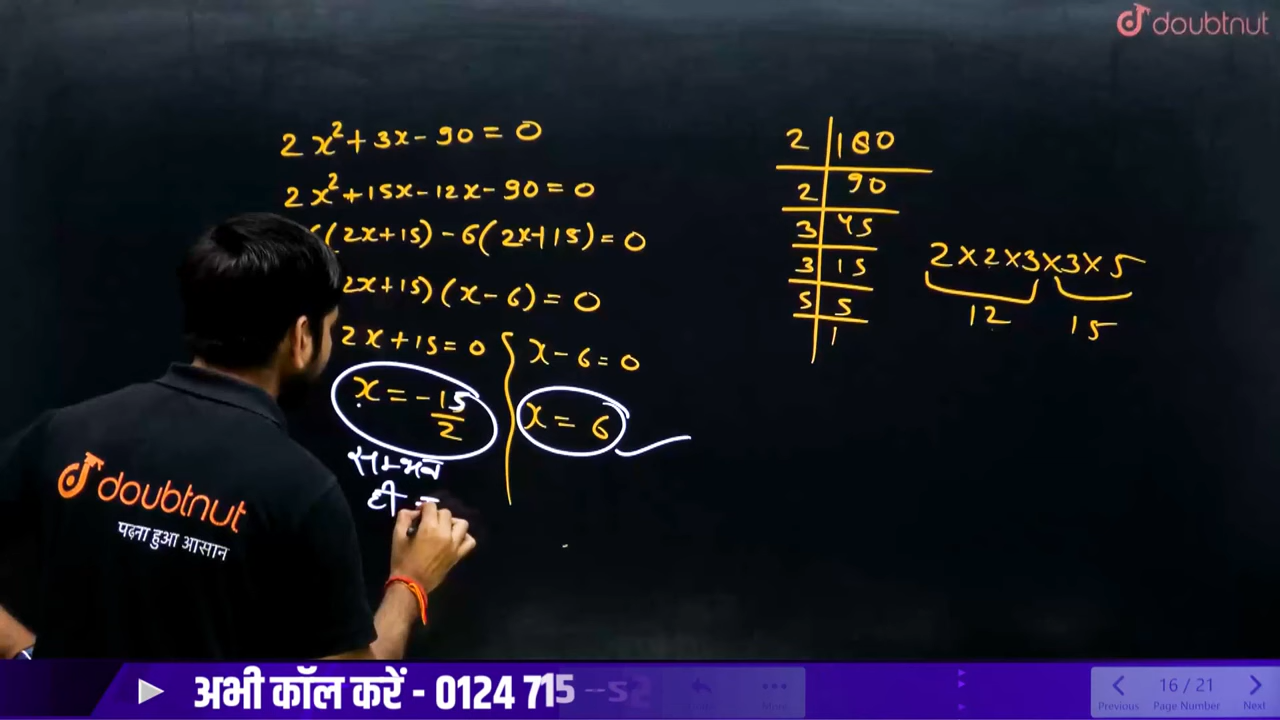 doubtnut
2x²+3x-90=0
2x²+15x-12x-90=0
(2x+15)-6(2x+15)=0
2x+15)(x-6)=0
2x+15=0
x-6=0
x=-15/2
x=6
सम्भव
ही
2 180
2 90
3 45
3 15
5 5
1
2×2×3×3×5
12 15
doubtnut
पढ़ना हुआ आसान
अभी कॉल करें - 0124 715
16 / 21
Previous Page Number Next